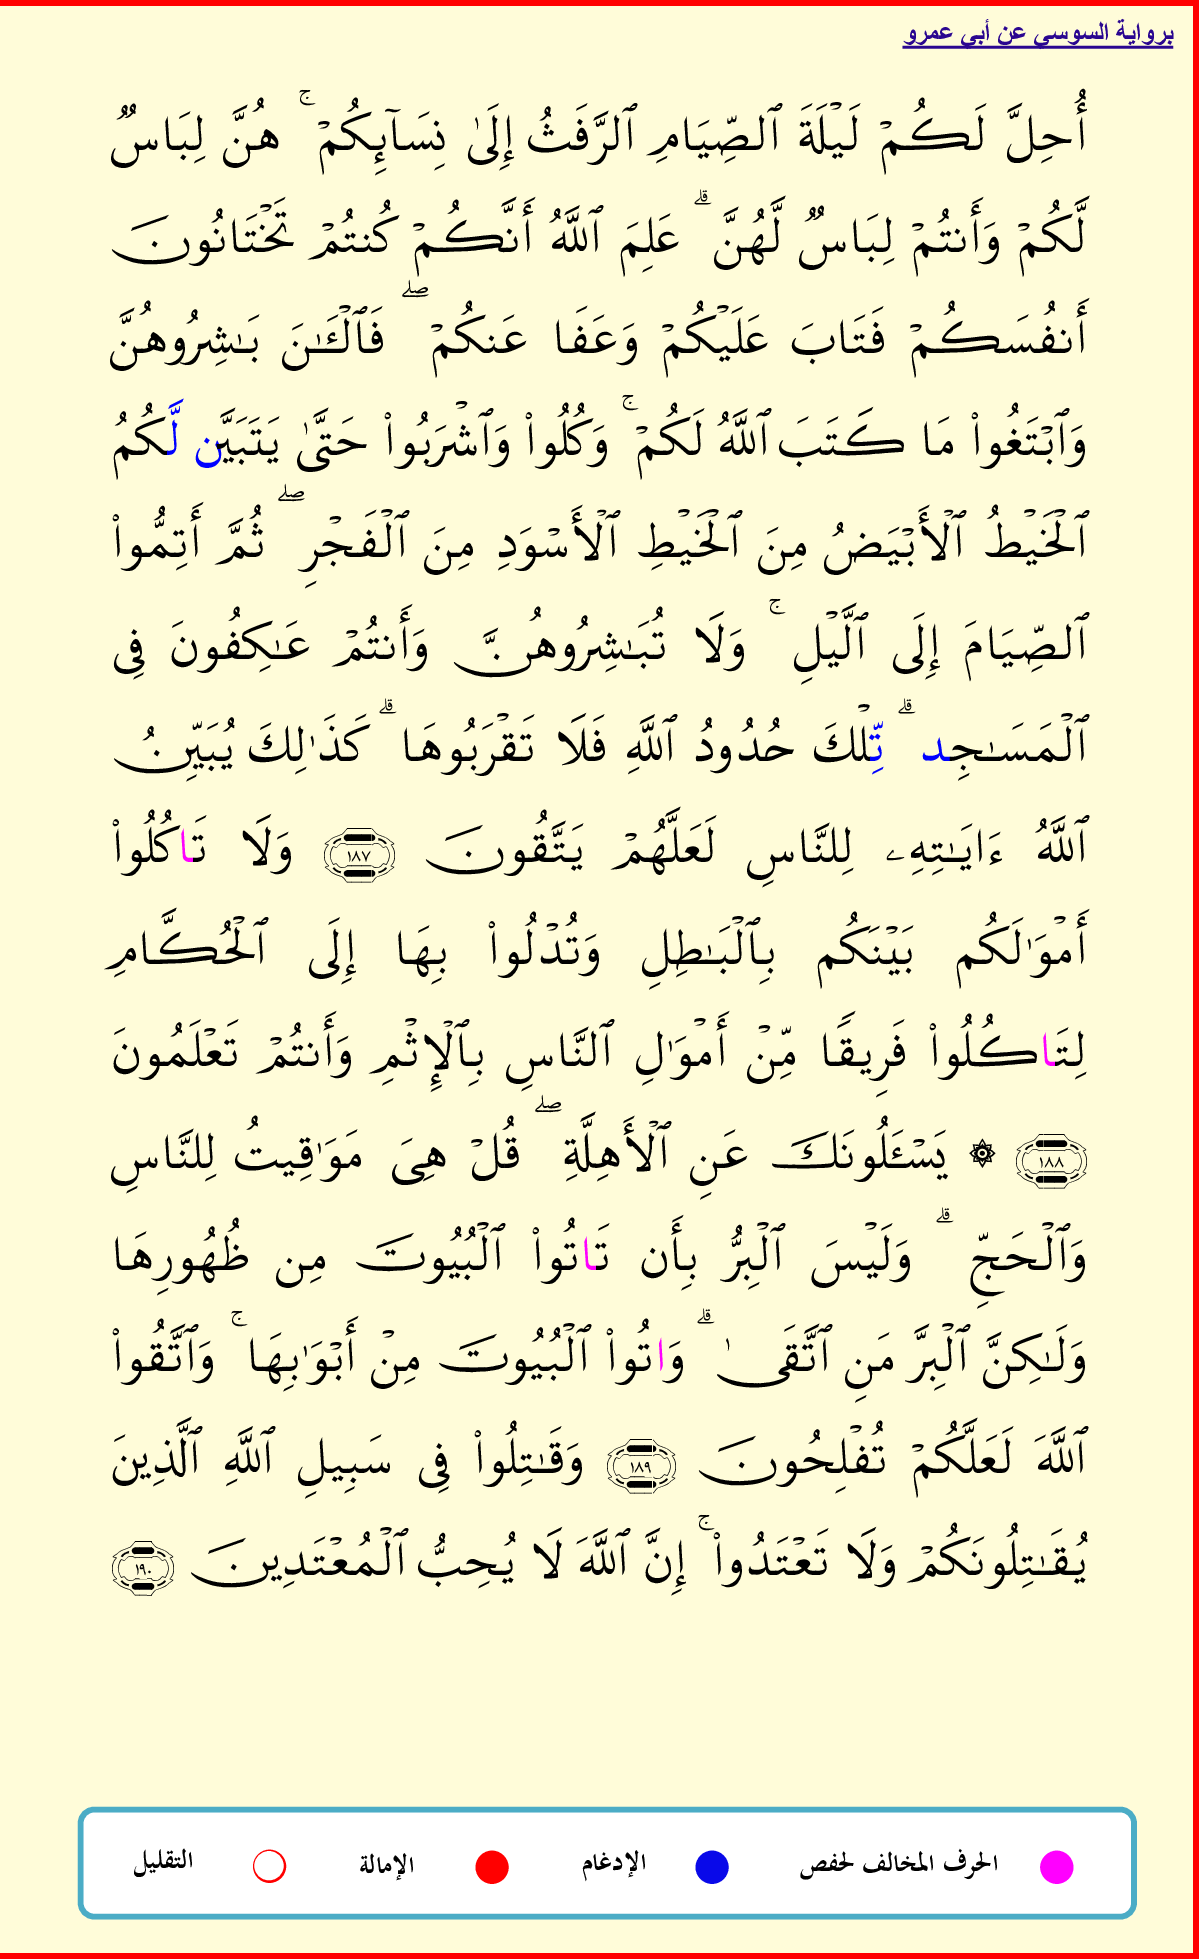 برواية السوسي عن أبي عمرو
أُحِلَّ لَكُمْ لَيْلَةَ ٱلصِّيَامِ ٱلرَّفَثُ إِلَىٰ نِسَآئِكُمْ ۚ هُنَّ لِبَاسٌ
لَّكُمْ وَأَنتُمْ لِبَاسٌ لَّهُنَّ ۗ عَلِمَ ٱللَّهُ أَنَّكُمْ كُنتُمْ تَخْتَانُونَ
أَنفُسَكُمْ فَتَابَ عَلَيْكُمْ وَعَفَا عَنكُمْ ۖ فَٱلْـَٰٔنَ بَـٰشِرُوهُنَّ
وَٱبْتَغُوا۟ مَا كَتَبَ ٱللَّهُ لَكُمْ ۚ وَكُلُوا۟ وَٱشْرَبُوا۟ حَتَّىٰ يَتَبَيَّن لَّكُمُ
ٱلْخَيْطُ ٱلْأَبْيَضُ مِنَ ٱلْخَيْطِ ٱلْأَسْوَدِ مِنَ ٱلْفَجْرِ ۖ ثُمَّ أَتِمُّوا۟
ٱلصِّيَامَ إِلَى ٱلَّيْلِ ۚ وَلَا تُبَـٰشِرُوهُنَّ وَأَنتُمْ عَـٰكِفُونَ فِى
ٱلْمَسَـٰجِد ۗ تِّلْكَ حُدُودُ ٱللَّهِ فَلَا تَقْرَبُوهَا ۗ كَذَٰلِكَ يُبَيِّنُ
ٱللَّهُ ءَايَـٰتِهِۦ لِلنَّاسِ لَعَلَّهُمْ يَتَّقُونَ ١٨٧ وَلَا تَاكُلُوا۟
أَمْوَٰلَكُم بَيْنَكُم بِٱلْبَـٰطِلِ وَتُدْلُوا۟ بِهَا إِلَى ٱلْحُكَّامِ
لِتَاكُلُوا۟ فَرِيقًا مِّنْ أَمْوَٰلِ ٱلنَّاسِ بِٱلْإِثْمِ وَأَنتُمْ تَعْلَمُونَ
١٨٨ ۞ يَسْـَٔلُونَكَ عَنِ ٱلْأَهِلَّةِ ۖ قُلْ هِىَ مَوَٰقِيتُ لِلنَّاسِ
وَٱلْحَجِّ ۗ وَلَيْسَ ٱلْبِرُّ بِأَن تَاتُوا۟ ٱلْبُيُوتَ مِن ظُهُورِهَا
وَلَـٰكِنَّ ٱلْبِرَّ مَنِ ٱتَّقَىٰ ۗ وَاتُوا۟ ٱلْبُيُوتَ مِنْ أَبْوَٰبِهَا ۚ وَٱتَّقُوا۟
ٱللَّهَ لَعَلَّكُمْ تُفْلِحُونَ ١٨٩ وَقَـٰتِلُوا۟ فِى سَبِيلِ ٱللَّهِ ٱلَّذِينَ
يُقَـٰتِلُونَكُمْ وَلَا تَعْتَدُوا۟ ۚ إِنَّ ٱللَّهَ لَا يُحِبُّ ٱلْمُعْتَدِينَ ١٩٠
الحرف المخالف لحفص الإدغام الإمالة التقليل